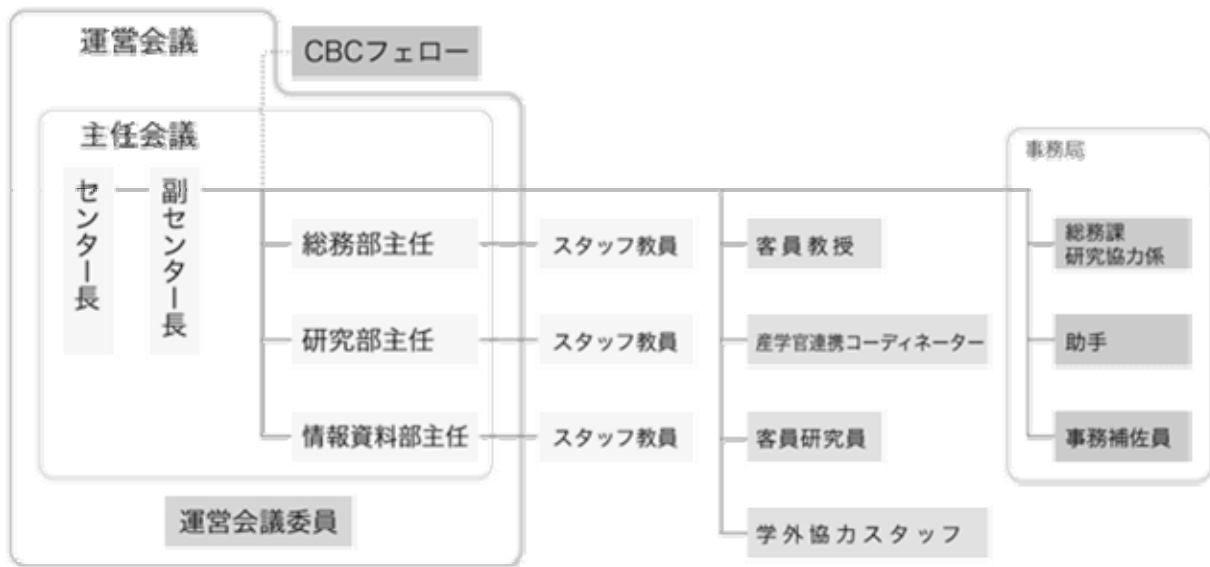 運営会議
CBCフェロー
主任会議
事務局
センター長
副センター長
総務部主任
スタッフ教員
客員教授
総務課
研究協力係
研究部主任
スタッフ教員
産学官連携コーディネーター
助手
情報資料部主任
スタッフ教員
客員研究員
事務補佐員
運営会議委員
学外協力スタッフ